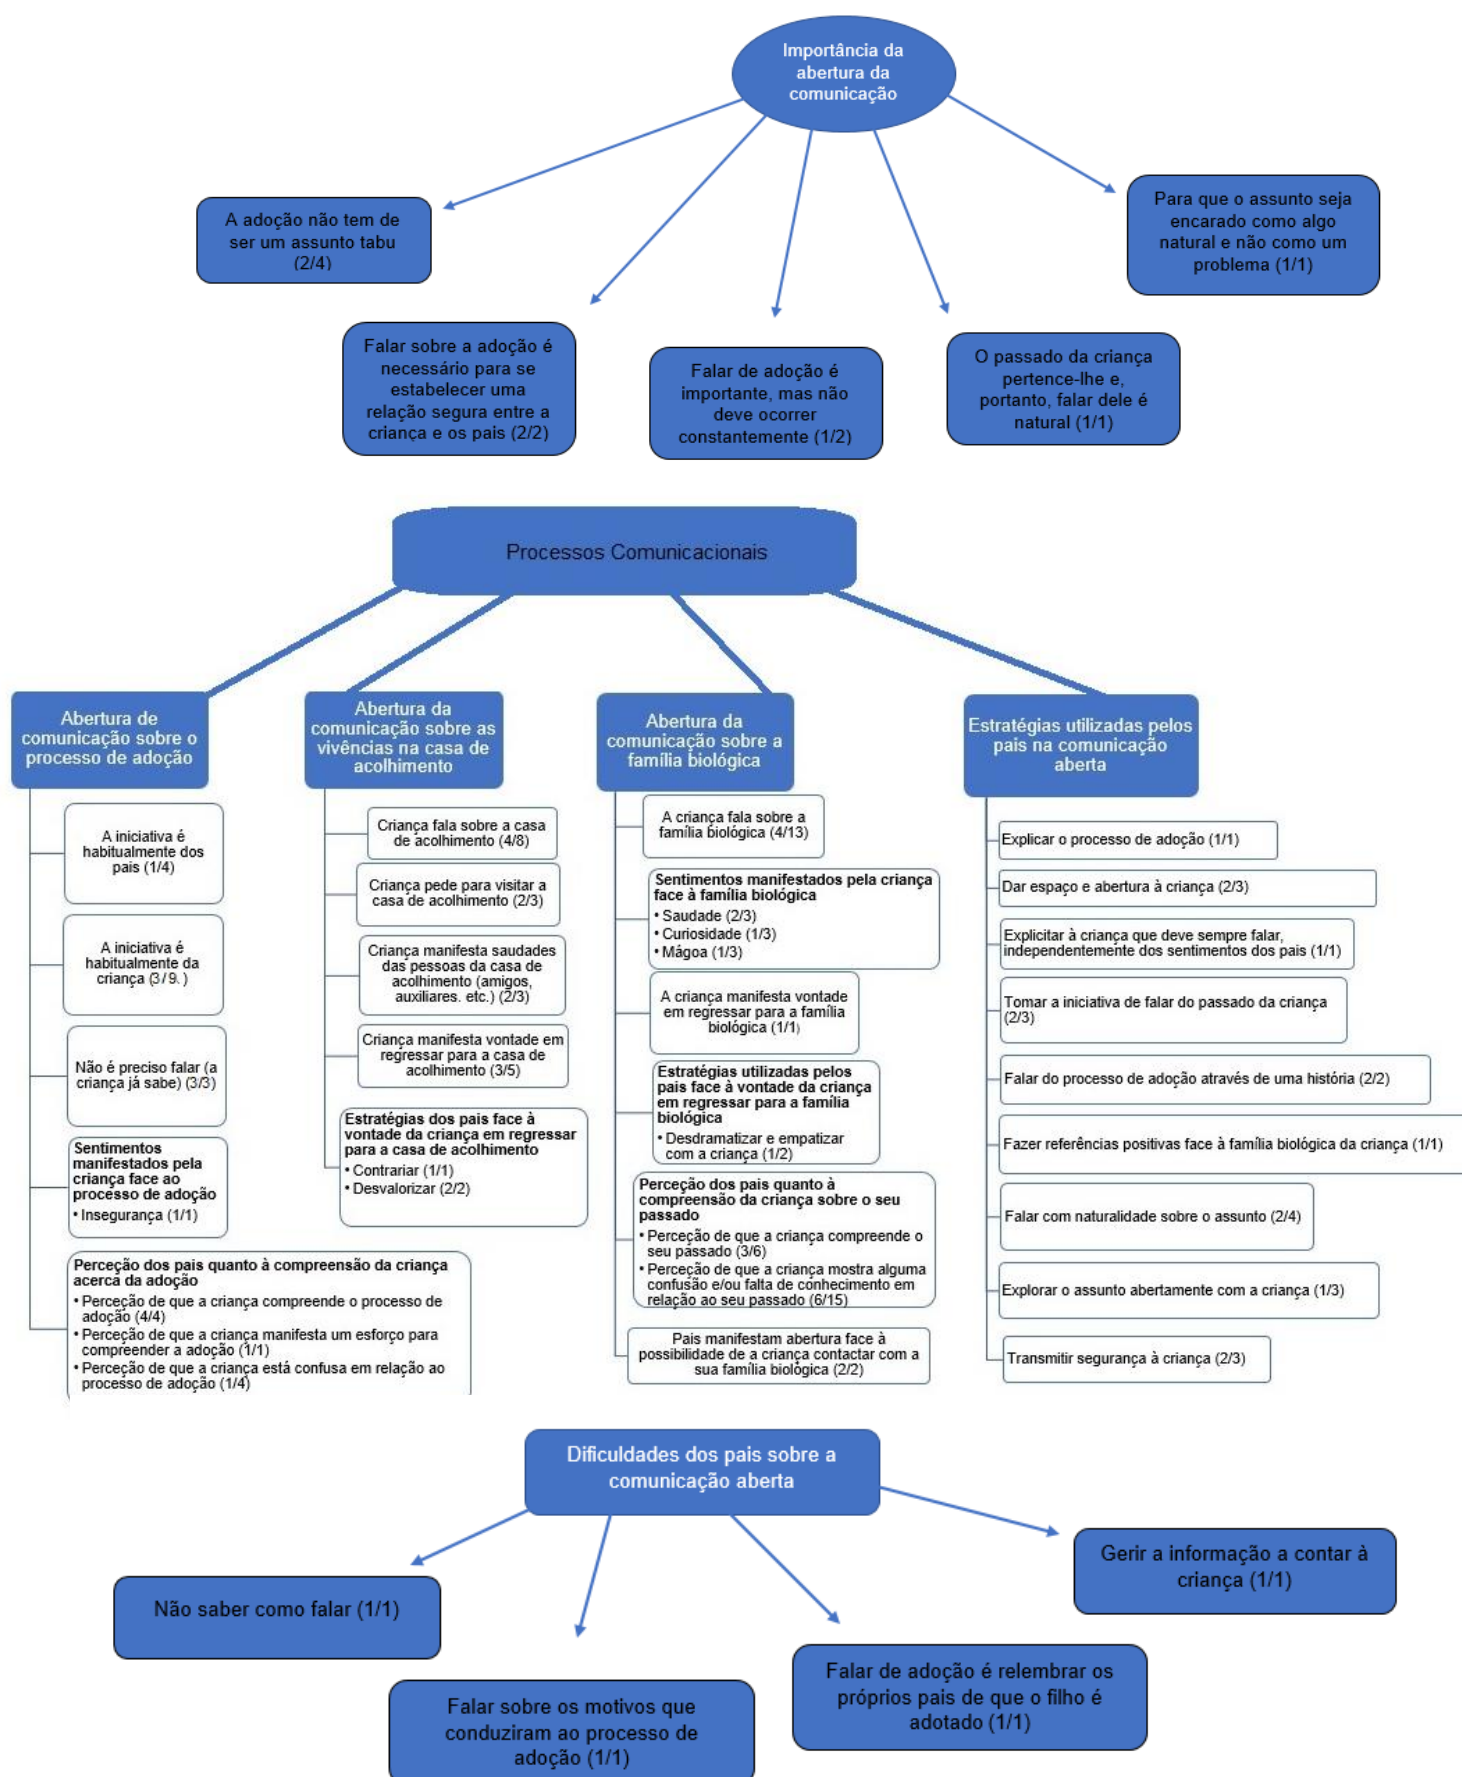 Importância da
abertura da
comunicação
A adoção não tem de
ser um assunto tabu
(2/4)
Falar sobre a adoção é
necessário para se
estabelecer uma
relação segura entre a
criança e os pais (2/2)
Falar de adoção é
importante, mas não
deve ocorrer
constantemente (1/2)
O passado da criança
pertence-lhe e,
portanto, falar dele é
natural (1/1)
Para que o assunto seja
encarado como algo
natural e não como um
problema (1/1)
Processos Comunicacionais
Abertura de
comunicação sobre o
processo de adoção
A iniciativa é
habitualmente dos
pais (1/4)
A iniciativa é
habitualmente da
criança (3/9.)
Não é preciso falar (a
criança já sabe) (3/3)
Sentimentos
manifestados pela
criança face ao
processo de adoção
• Insegurança (1/1)
Perceção dos pais quanto à compreensão da criança
acerca da adoção
• Perceção de que a criança compreende o processo de
adoção (4/4)
• Perceção de que a criança manifesta um esforço para
compreender a adoção (1/1)
• Perceção de que a criança está confusa em relação ao
processo de adoção (1/4)
Abertura da
comunicação sobre as
vivências na casa de
acolhimento
Criança fala sobre a casa
de acolhimento (4/8)
Criança pede para visitar a
casa de acolhimento (2/3)
Criança manifesta saudades
das pessoas da casa de
acolhimento (amigos,
auxiliares. etc.) (2/3)
Criança manifesta vontade em
regressar para a casa de
acolhimento (3/5)
Estratégias dos pais face à
vontade da criança em regressar
para a casa de acolhimento
• Contrariar (1/1)
• Desvalorizar (2/2)
Abertura da
comunicação sobre a
família biológica
A criança fala sobre a
família biológica (4/13)
Sentimentos manifestados pela criança
face à família biológica
• Saudade (2/3)
• Curiosidade (1/3)
• Mágoa (1/3)
A criança manifesta vontade
em regressar para a família
biológica (1/1)
Estratégias utilizadas pelos
pais face à vontade da criança
em regressar para a família
biológica
• Desdramatizar e empatizar
com a criança (1/2)
Perceção dos pais quanto à
compreensão da criança sobre o seu
passado
• Perceção de que a criança compreende o
seu passado (3/6)
• Perceção de que a criança mostra alguma
confusão e/ou falta de conhecimento em
relação ao seu passado (6/15)
Pais manifestam abertura face à
possibilidade de a criança contactar com a
sua família biológica (2/2)
Estratégias utilizadas pelos
pais na comunicação
aberta
Explicar o processo de adoção (1/1)
Dar espaço e abertura à criança (2/3)
Explicitar à criança que deve sempre falar,
independentemente dos sentimentos dos pais (1/1)
Tomar a iniciativa de falar do passado da criança
(2/3)
Falar do processo de adoção através de uma história (2/2)
Fazer referências positivas face à família biológica da criança (1/1)
Falar com naturalidade sobre o assunto (2/4)
Explorar o assunto abertamente com a criança (1/3)
Transmitir segurança à criança (2/3)
Dificuldades dos pais sobre a
comunicação aberta
Não saber como falar (1/1)
Falar sobre os motivos que
conduziram ao processo de
adoção (1/1)
Falar de adoção é relembrar os
próprios pais de que o filho é
adotado (1/1)
Gerir a informação a contar à
criança (1/1)